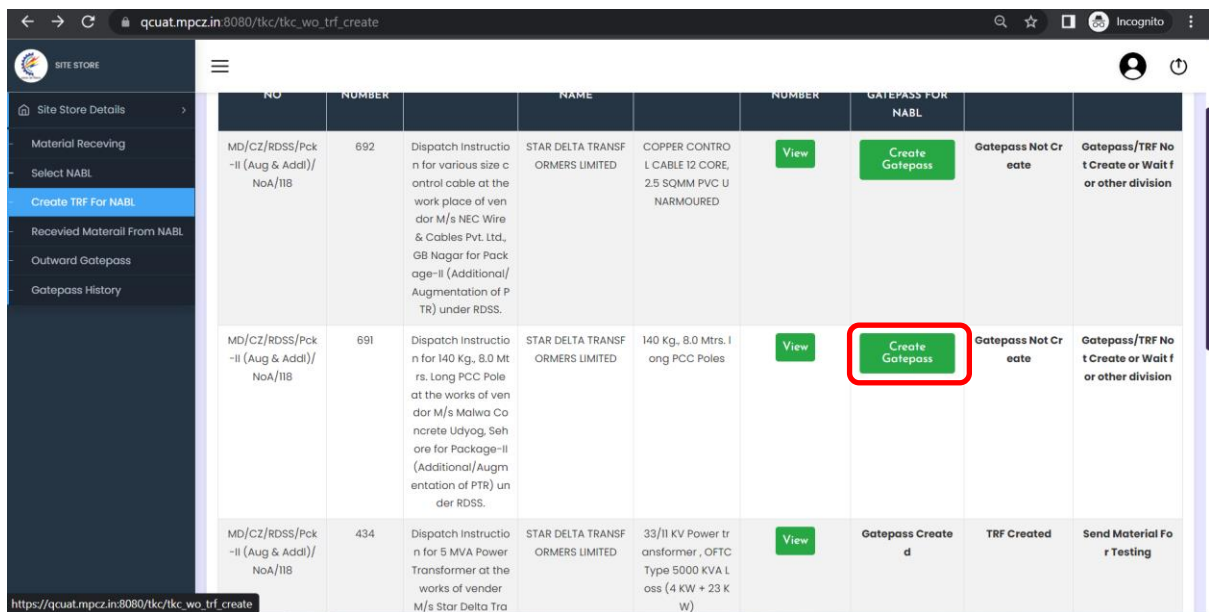 qcuat.mpcz.in:8080/tkc/tkc_wo_trf_create
Incognito
SITE STORE
Site Store Details
Material Receving
Select NABL
Create TRF For NABL
Recevied Materail From NABL
Outward Gatepass
Gatepass History
NO
NUMBER
NAME
NUMBER
GATEPASS FOR
NABL
MD/CZ/RDSS/Pck
-II (Aug & Addl)/
NoA/118
692
Dispatch Instructio
n for various size c
ontrol cable at the
work place of ven
dor M/s NEC Wire
& Cables Pvt. Ltd.,
GB Nagar for Pack
age-II (Additional/
Augmentation of P
TR) under RDSS.
STAR DELTA TRANSF
ORMERS LIMITED
COPPER CONTRO
L CABLE 12 CORE,
2.5 SQMM PVC U
NARMOURED
View
Create
Gatepass
Gatepass Not Cr
eate
Gatepass/TRF No
t Create or Wait f
or other division
MD/CZ/RDSS/Pck
-II (Aug & Addl)/
NoA/118
691
Dispatch Instructio
n for 140 Kg., 8.0 Mt
rs. Long PCC Pole
at the works of ven
dor M/s Malwa Co
ncrete Udyog, Seh
ore for Package-II
(Additional/Augm
entation of PTR) un
der RDSS.
STAR DELTA TRANSF
ORMERS LIMITED
140 Kg., 8.0 Mtrs. l
ong PCC Poles
View
Create
Gatepass
Gatepass Not Cr
eate
Gatepass/TRF No
t Create or Wait f
or other division
MD/CZ/RDSS/Pck
-II (Aug & Addl)/
NoA/118
434
Dispatch Instructio
n for 5 MVA Power
Transformer at the
works of vender
M/s Star Delta Tra
STAR DELTA TRANSF
ORMERS LIMITED
33/11 KV Power tr
ansformer , OFTC
Type 5000 KVA L
oss (4 KW + 23 K
W)
View
Gatepass Create
d
TRF Created
Send Material Fo
r Testing
https://qcuat.mpcz.in:8080/tkc/tkc_wo_trf_create